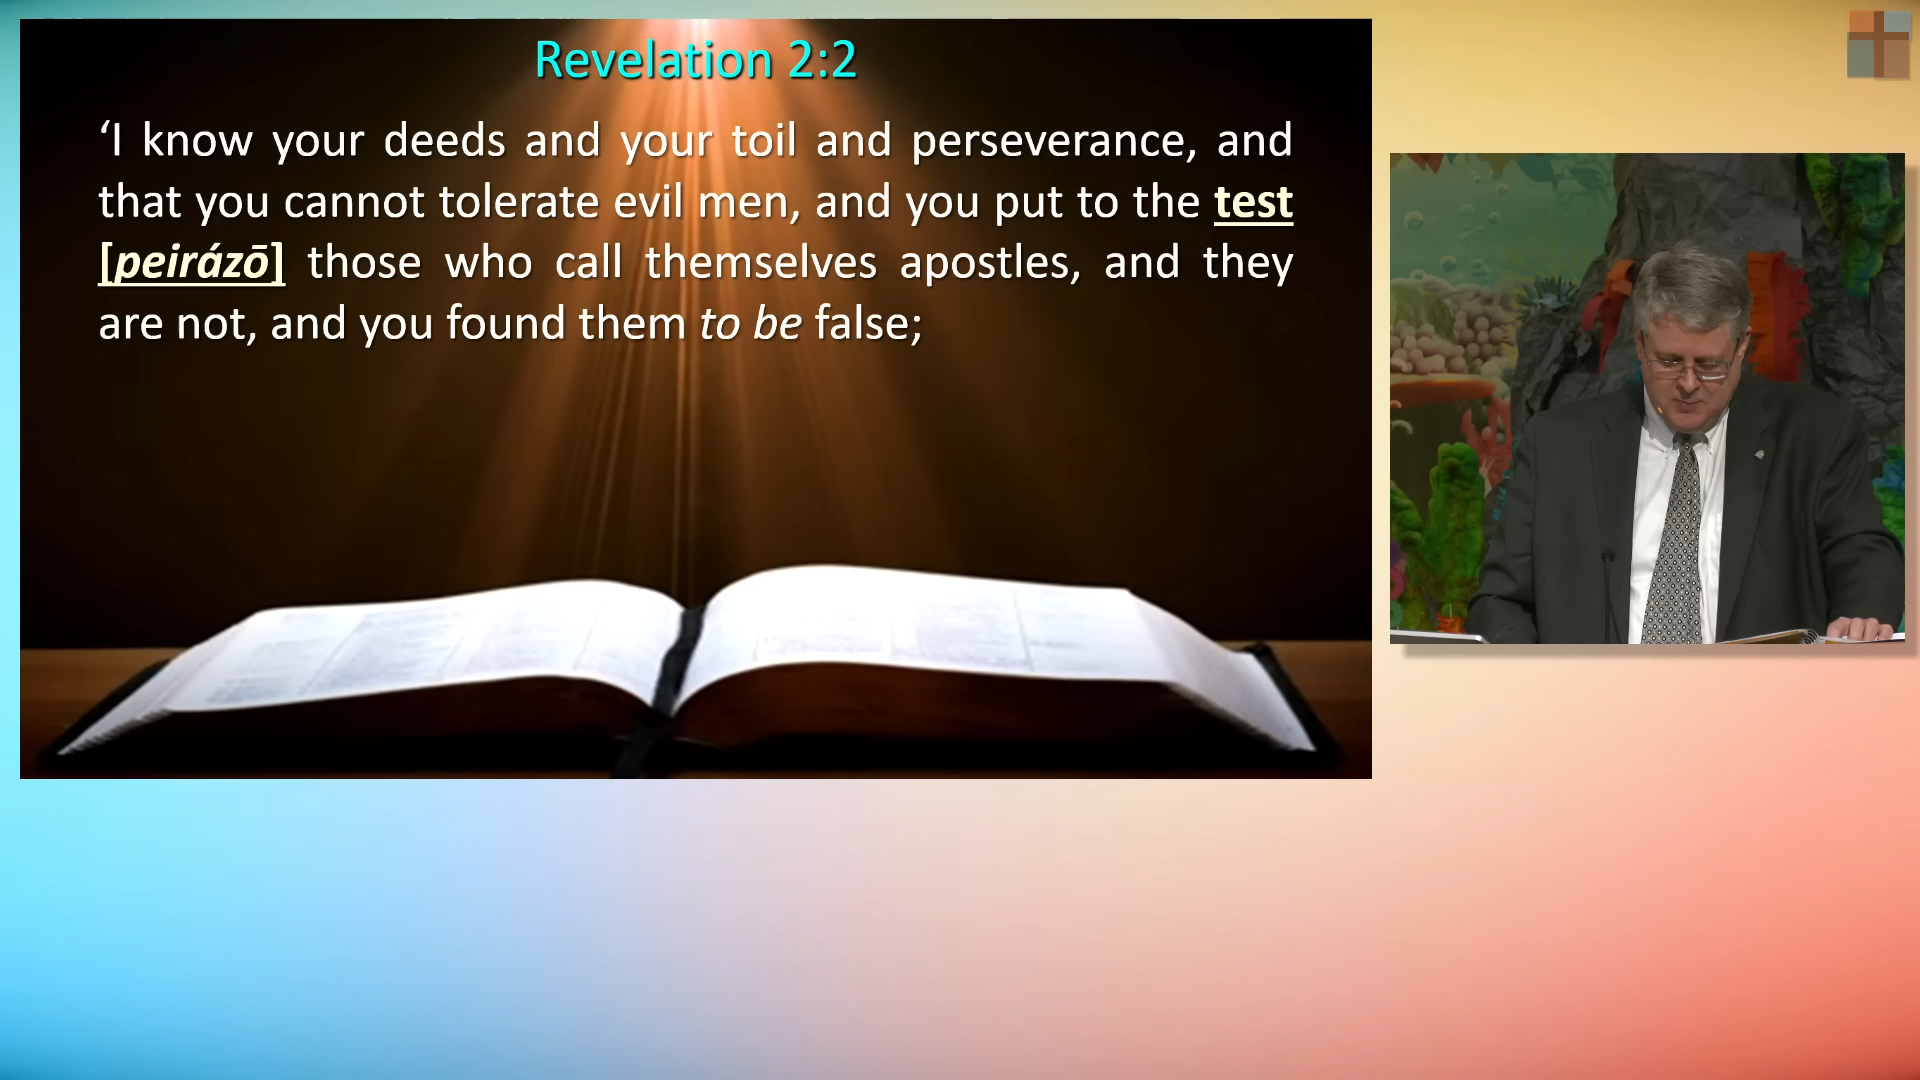 Revelation 2:2
‘I know your deeds and your toil and perseverance, and
that you cannot tolerate evil men, and you put to the test
[peirázō] those who call themselves apostles, and they
are not, and you found them to be false;